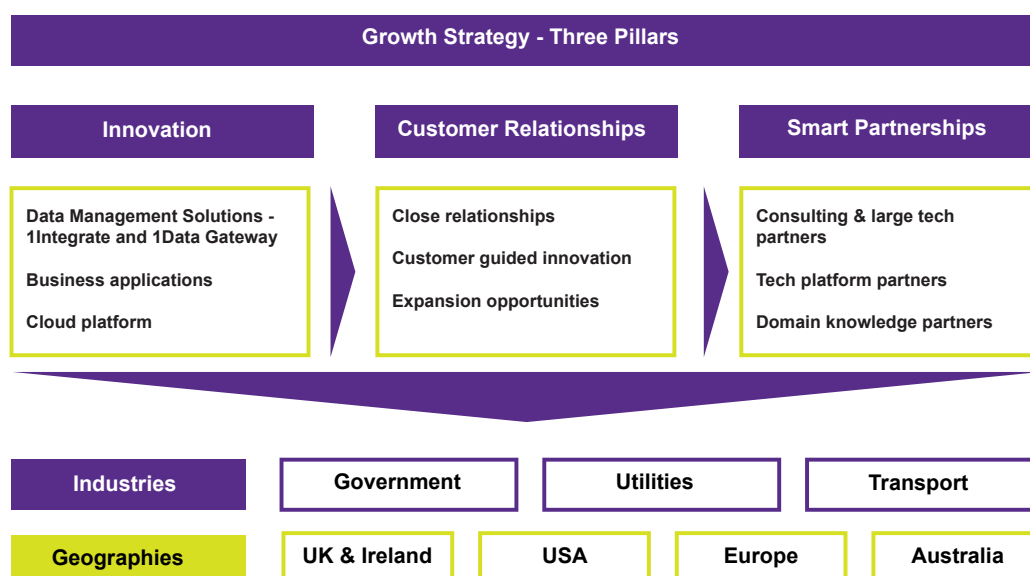 Growth Strategy - Three Pillars
Innovation
Customer Relationships
Smart Partnerships
Data Management Solutions -
1Integrate and 1Data Gateway
Business applications
Cloud platform
Close relationships
Customer guided innovation
Expansion opportunities
Consulting & large tech
partners
Tech platform partners
Domain knowledge partners
Industries
Government
Utilities
Transport
Geographies
UK & Ireland
USA
Europe
Australia